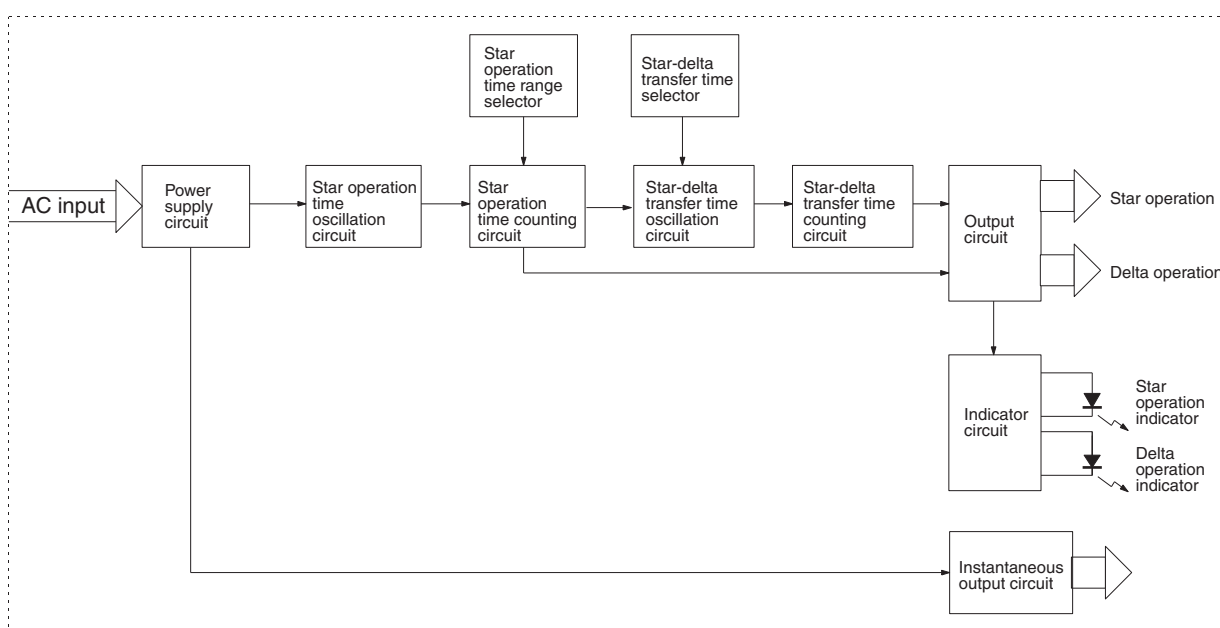 Star
operation
time range
selector
Star-delta
transfer time
selector
AC input
Power
supply
circuit
Star operation
time
oscillation
circuit
Star
operation
time counting
circuit
Star-delta
transfer time
oscillation
circuit
Star-delta
transfer time
counting
circuit
Output
circuit
Star operation
Delta operation
Indicator
circuit
Star
operation
indicator
Delta
operation
indicator
Instantaneous
output circuit